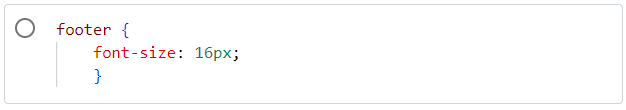 footer {
font-size: 16px;
}